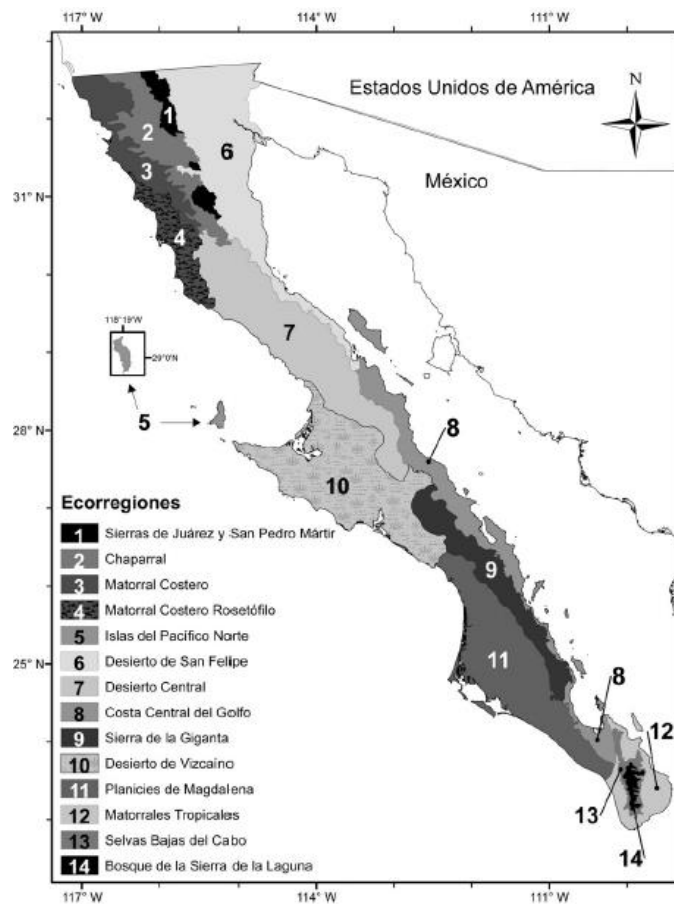 117° W
114° W
111° W
Estados Unidos de América
N
México
1
2
6
3
31° N
4
7
118°19'W
29°0'N
5
28° N
8
10
9
11
25° N
8
12
13
14
Ecorregiones
1 Sierras de Juárez y San Pedro Mártir
2 Chaparral
3 Matorral Costero
4 Matorral Costero Rosetófilo
5 Islas del Pacífico Norte
6 Desierto de San Felipe
7 Desierto Central
8 Costa Central del Golfo
9 Sierra de la Giganta
10 Desierto de Vizcaíno
11 Planicies de Magdalena
12 Matorrales Tropicales
13 Selvas Bajas del Cabo
14 Bosque de la Sierra de la Laguna
117° W
114° W
111° W